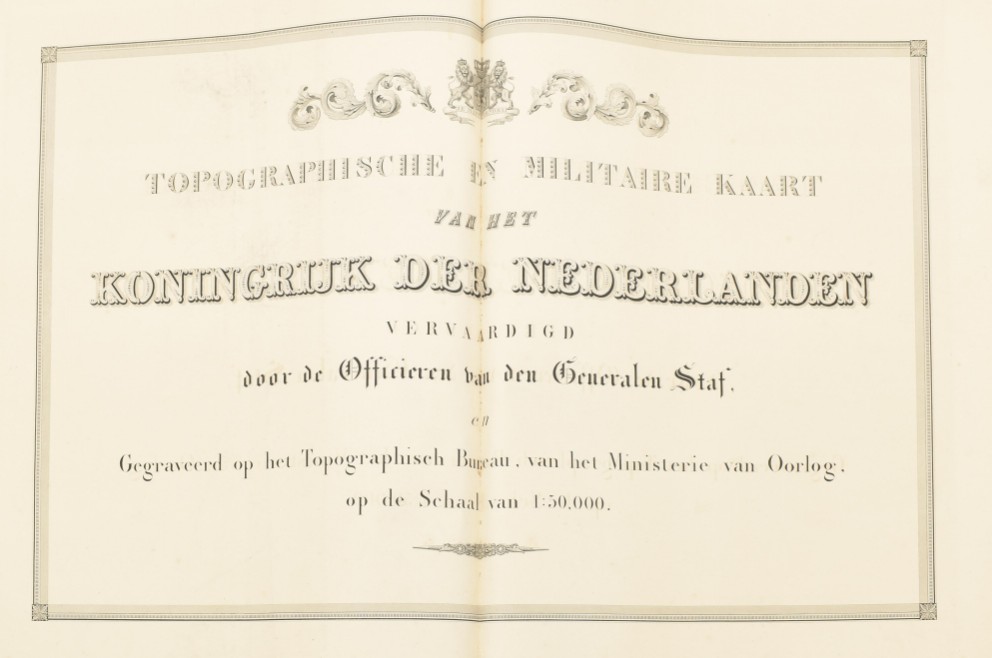 TOPOGRAPHISCHE EN MILITAIRE KAART
VAN HET
KONINGRIJK DER NEDERLANDEN
VERVAARDIGD
door de Officieren van den Generalen Staf.
en
Gegraveerd op het Topographisch Bureau, van het Ministerie van Oorlog.
op de Schaal van 1:50,000.